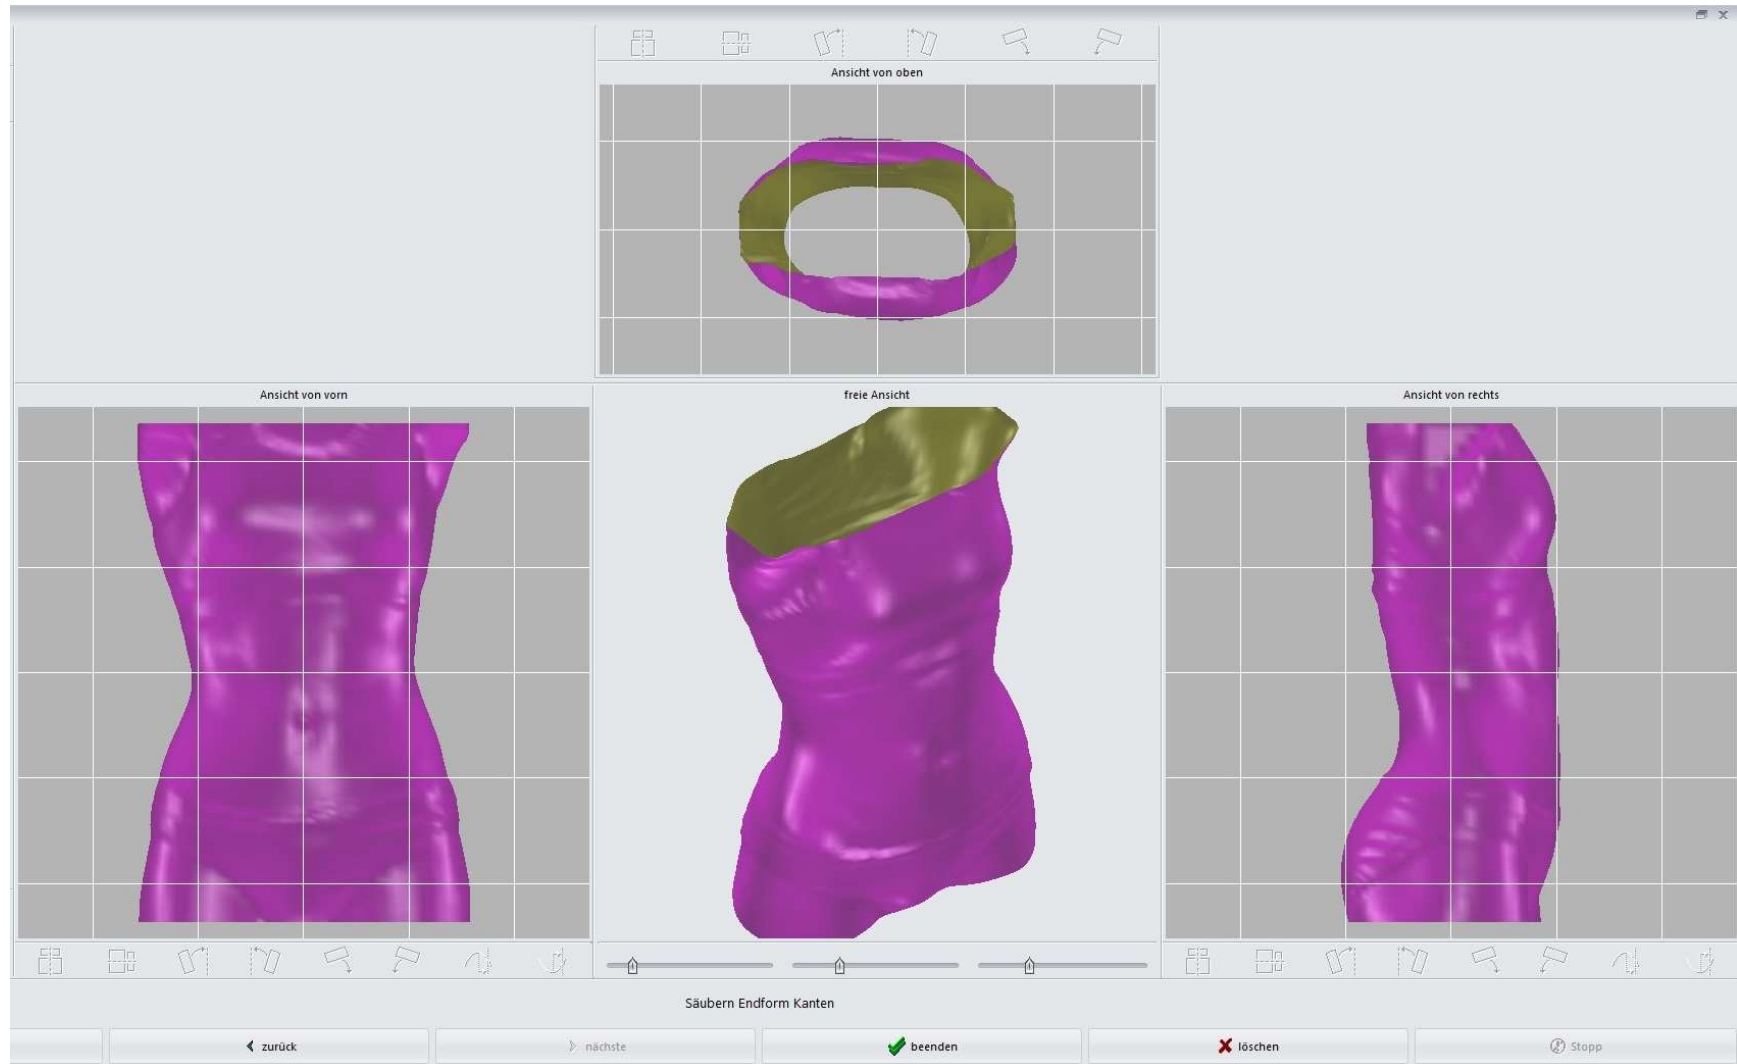 Ansicht von oben
Ansicht von vorn
freie Ansicht
Ansicht von rechts
Säubern Endform Kanten
zurück
nächste
beenden
löschen
Stopp